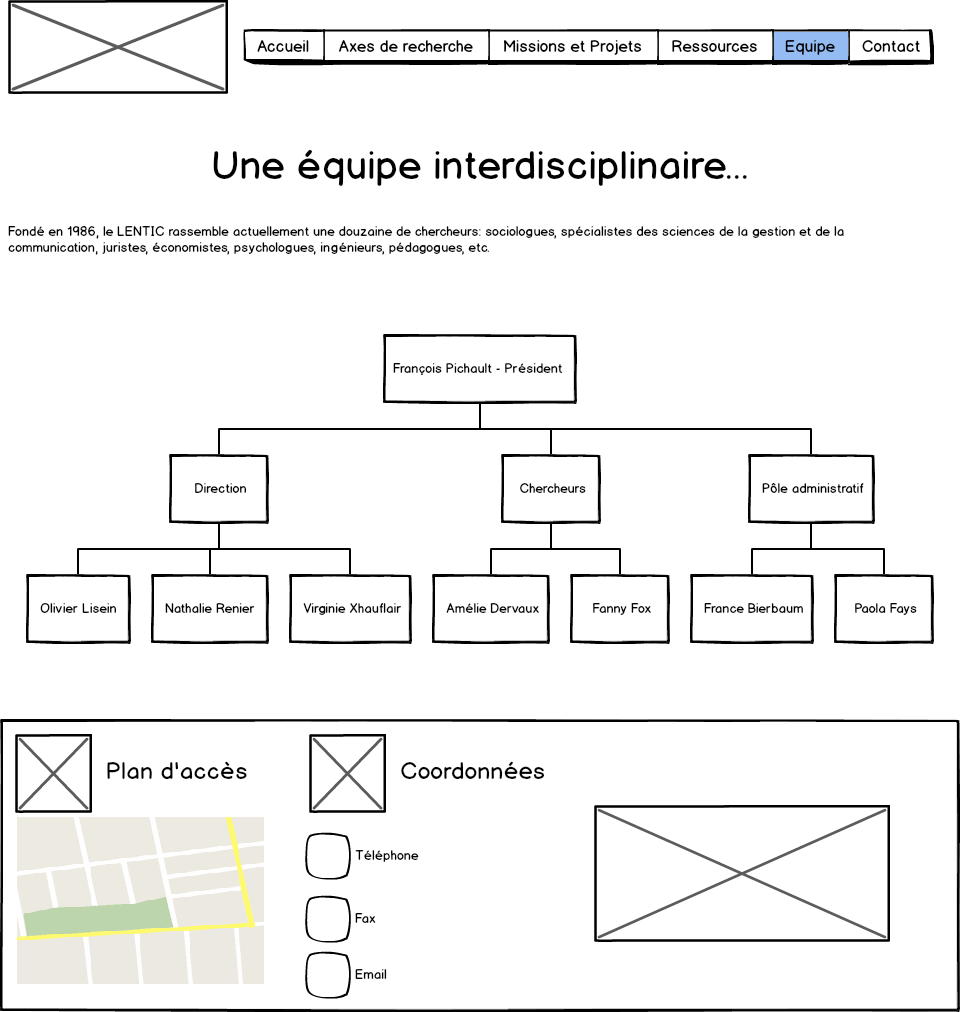 Accueil Axes de recherche Missions et Projets Ressources Equipe Contact
Une équipe interdisciplinaire...
Fondé en 1986, le LENTIC rassemble actuellement une douzaine de chercheurs: sociologues, spécialistes des sciences de la gestion et de la
communication, juristes, économistes, psychologues, ingénieurs, pédagogues, etc.
François Pichault - Président
Direction Chercheurs Pôle administratif
Olivier Lisein Nathalie Renier Virginie Xhauflair Amélie Dervaux Fanny Fox France Bierbaum Paola Fays
Plan d'accès Coordonnées
Téléphone
Fax
Email